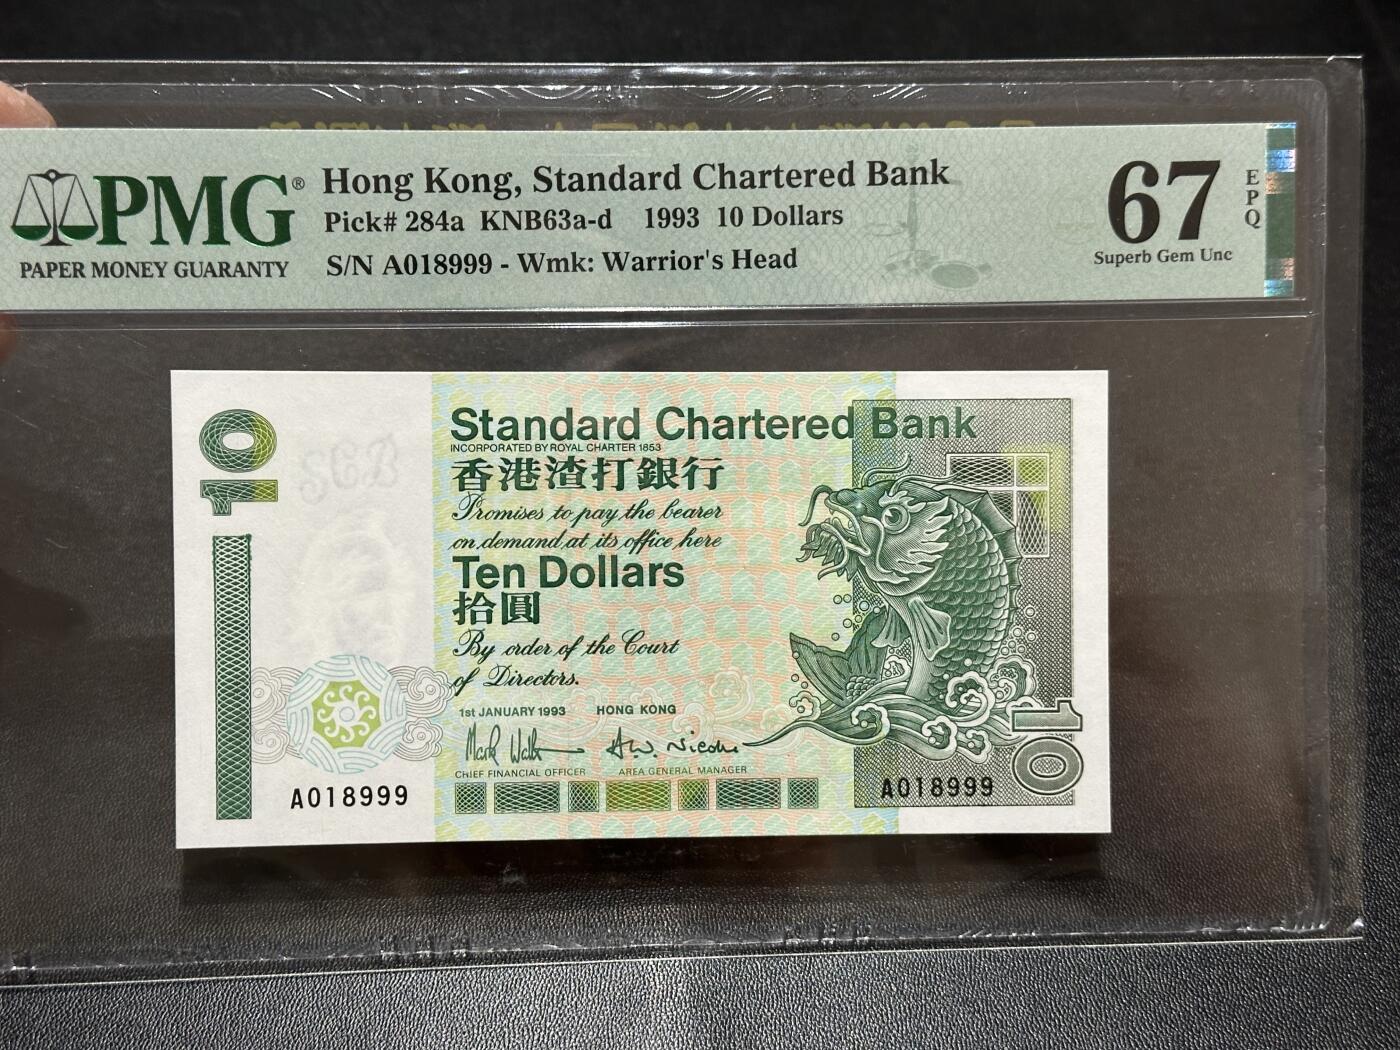 PMG®
PAPER MONEY GUARANTY
Hong Kong, Standard Chartered Bank
Pick# 284a KNB63a-d 1993 10 Dollars
S/N A018999 - Wmk: Warrior's Head
67
EPQ
Superb Gem Unc
10
Standard Chartered Bank
INCORPORATED BY ROYAL CHARTER 1853
香港渣打銀行
Promises to pay the bearer
on demand at its office here
Ten Dollars
拾圓
By order of the Court
of Directors.
1st JANUARY 1993 HONG KONG
CHIEF FINANCIAL OFFICER AREA GENERAL MANAGER
A018999
A018999
10